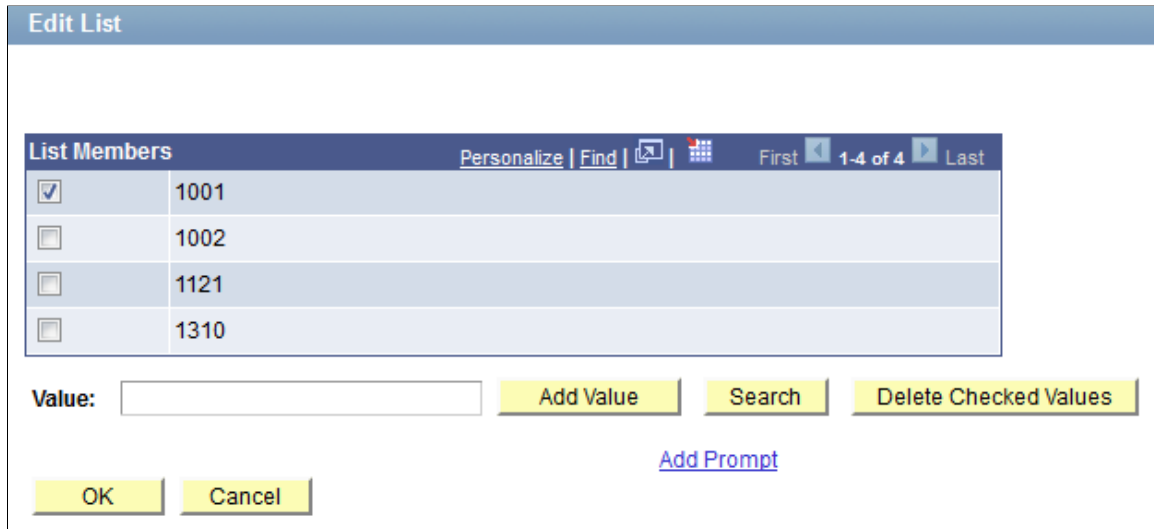 Edit List
List Members Personalize | Find | | First 1-4 of 4 Last
1001
1002
1121
1310
Value: Add Value Search Delete Checked Values
Add Prompt
OK Cancel